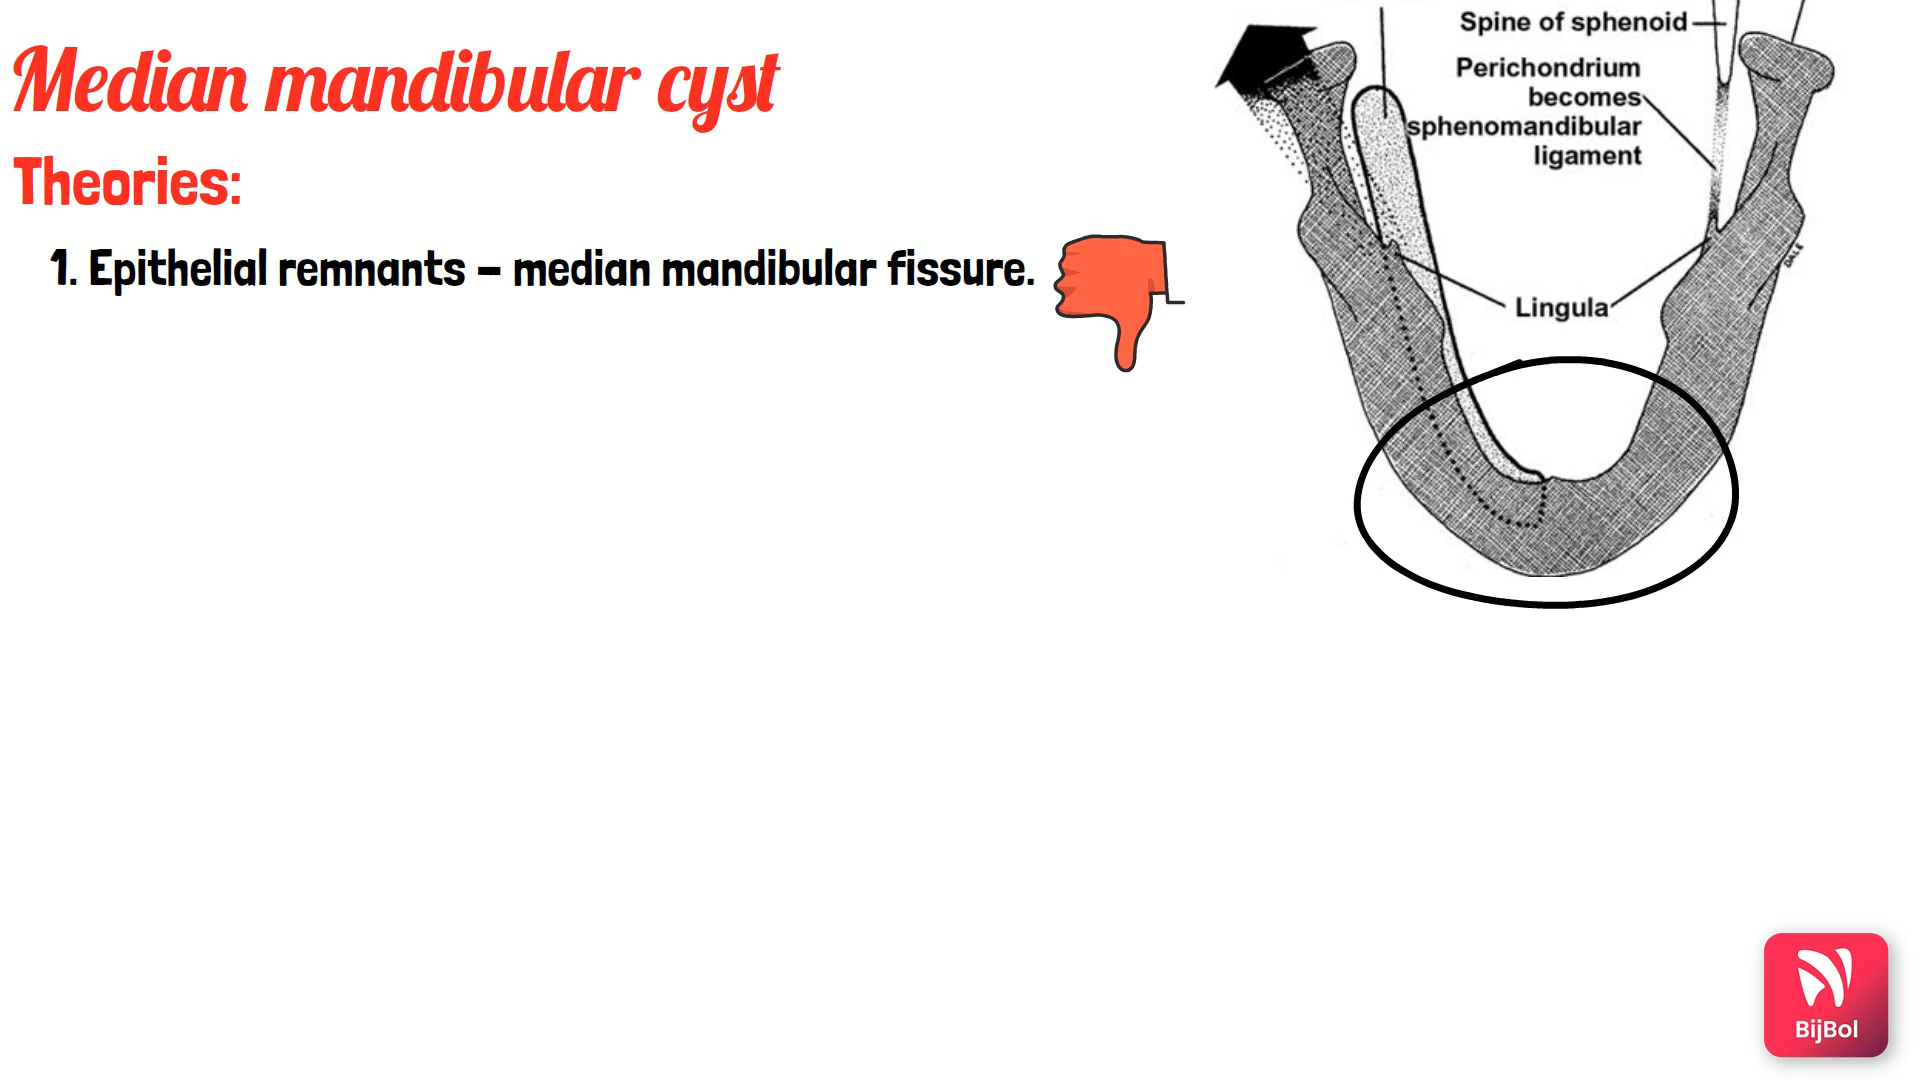 Median mandibular cyst
Theories:
1. Epithelial remnants – median mandibular fissure.
Spine of sphenoid
Perichondrium
becomes
sphenomandibular
ligament
DALE
Lingula
BijBol